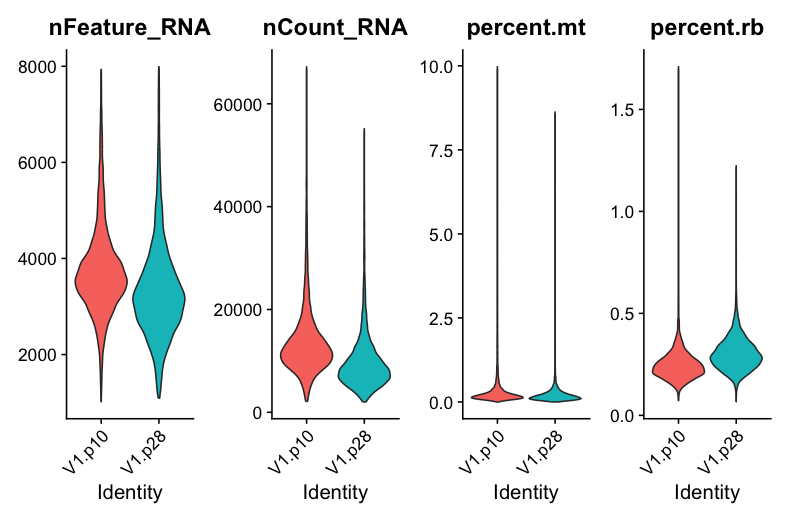 nFeature_RNA
8000
6000
4000
2000
V1.p10
V1.p28
Identity
nCount_RNA
60000
40000
20000
0
V1.p10
V1.p28
Identity
percent.mt
10.0
7.5
5.0
2.5
0.0
V1.p10
V1.p28
Identity
percent.rb
1.5
1.0
0.5
0.0
V1.p10
V1.p28
Identity